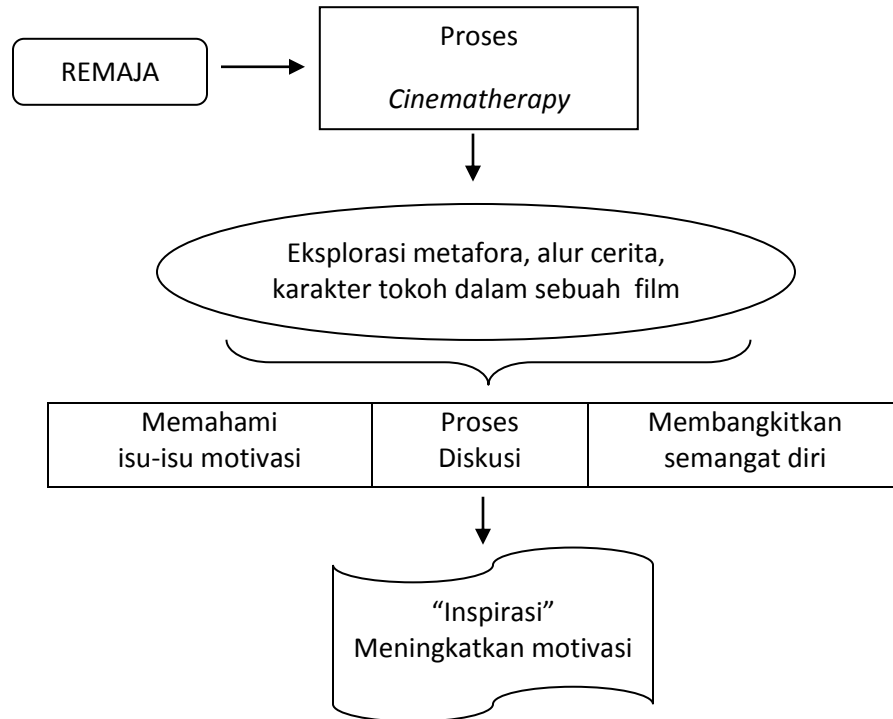 REMAJA
Proses
Cinematherapy
Eksplorasi metafora, alur cerita,
karakter tokoh dalam sebuah film
Memahami
isu-isu motivasi
Proses
Diskusi
Membangkitkan
semangat diri
“Inspirasi”
Meningkatkan motivasi